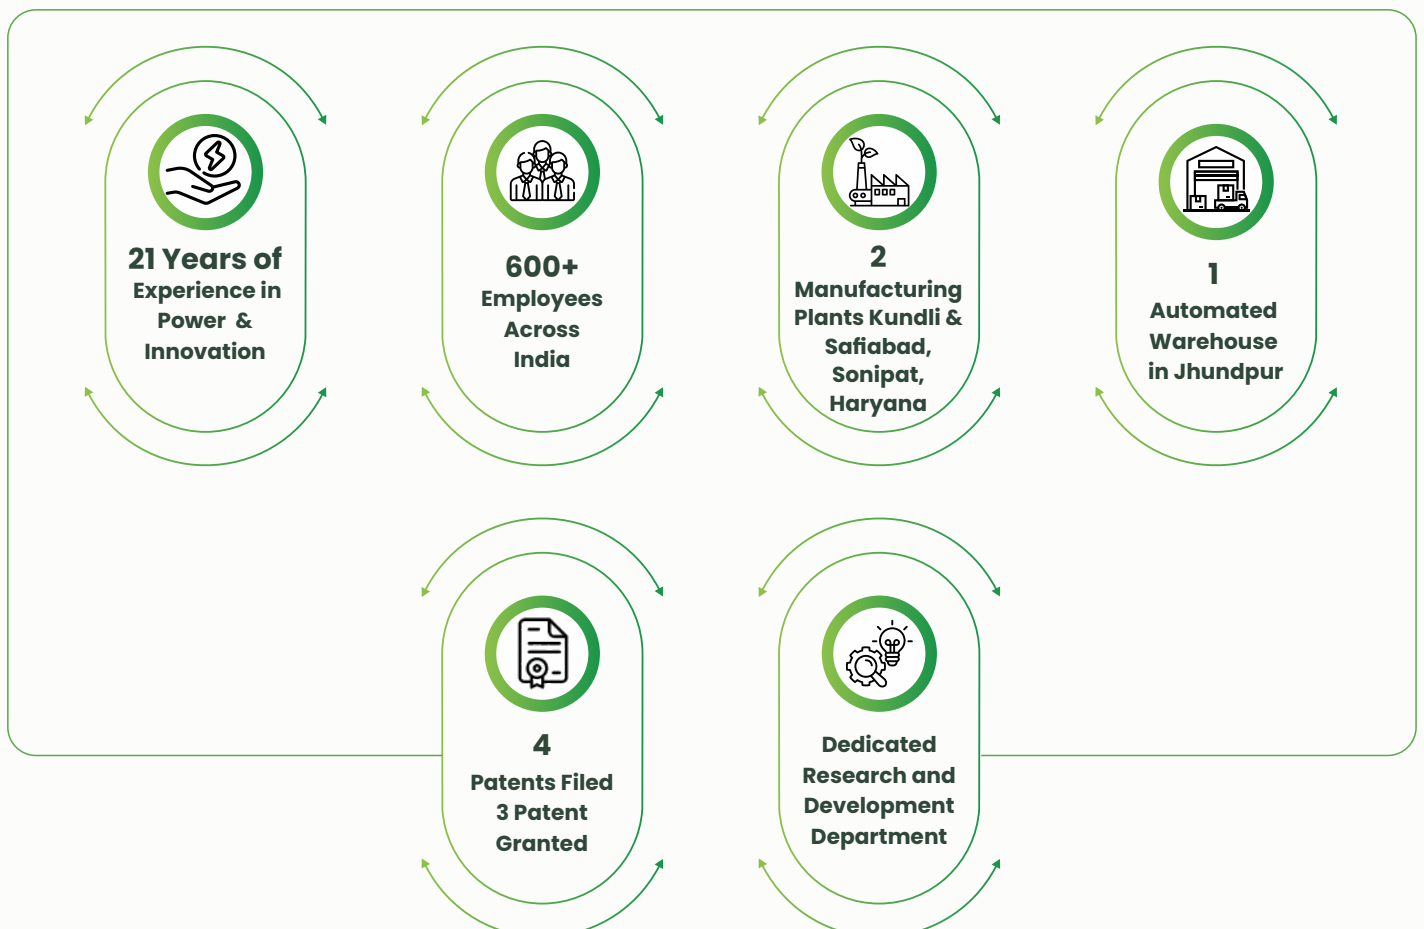 21 Years of
Experience in
Power & 
Innovation
600+
Employees
Across
India
2
Manufacturing
Plants Kundli &
Safiabad,
Sonipat,
Haryana
1
Automated
Warehouse
in Jhundpur
4
Patents Filed
3 Patent
Granted
Dedicated
Research and
Development
Department